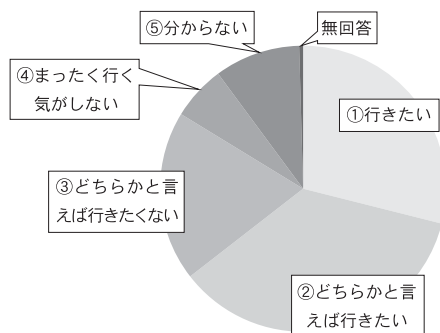 ⑤分からない
無回答
④まったく行く
気がしない
①行きたい
③どちらかと言
えば行きたくない
②どちらかと言
えば行きたい